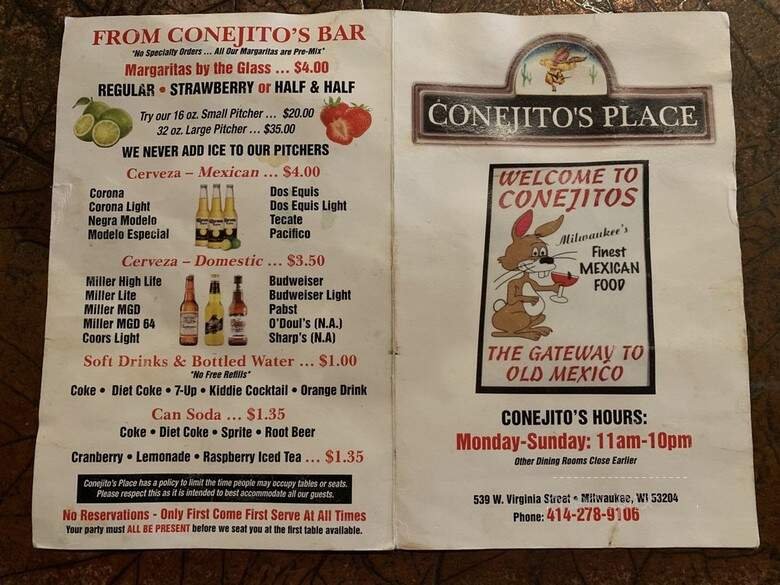 FROM CONEJITO'S BAR
"No Specialty Orders ... All Our Margaritas are Pre-Mix"
Margaritas by the Glass ... $4.00
REGULAR • STRAWBERRY or HALF & HALF
Try our 16 oz. Small Pitcher ... $20.00
32 oz. Large Pitcher ... $35.00
WE NEVER ADD ICE TO OUR PITCHERS
Cerveza – Mexican ... $4.00
Corona
Corona Light
Negra Modelo
Modelo Especial
Dos Equis
Dos Equis Light
Tecate
Pacifico
Cerveza – Domestic ... $3.50
Miller High Life
Miller Lite
Miller MGD
Miller MGD 64
Coors Light
Budweiser
Budweiser Light
Pabst
O'Doul's (N.A.)
Sharp's (N.A)
Soft Drinks & Bottled Water ... $1.00
"No Free Refills"
Coke • Diet Coke • 7-Up • Kiddie Cocktail • Orange Drink
Can Soda ... $1.35
Coke • Diet Coke • Sprite • Root Beer
Cranberry • Lemonade • Raspberry Iced Tea ... $1.35
Conejito's Place has a policy to limit the time people may occupy tables or seats.
Please respect this as it is intended to best accommodate all our guests.
No Reservations - Only First Come First Serve At All Times
Your party must ALL BE PRESENT before we seat you at the first table available.
CONEJITO'S PLACE
WELCOME TO
CONEJITOS
Milwaukee's
Finest
MEXICAN
FOOD
THE GATEWAY TO
OLD MEXICO
CONEJITO'S HOURS:
Monday-Sunday: 11am-10pm
Other Dining Rooms Close Earlier
539 W. Virginia Street • Milwaukee, WI 53204
Phone: 414-278-9106